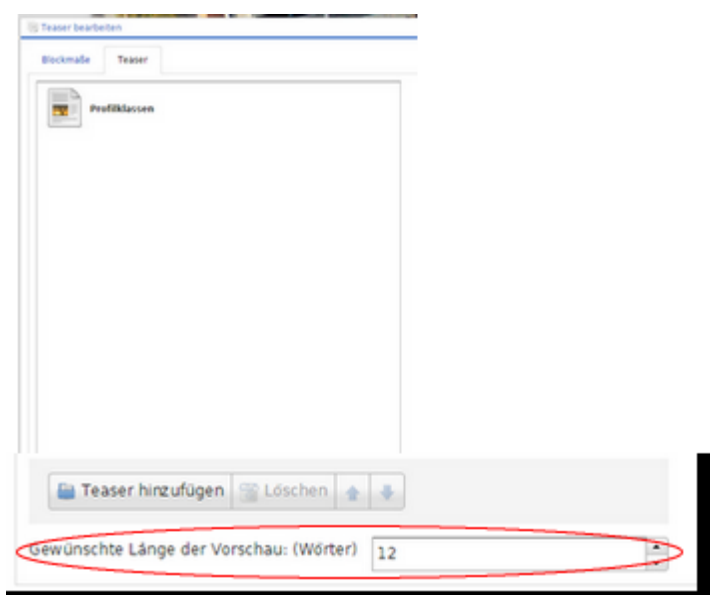 Teaser bearbeiten
Blockmaße Teaser
Profilklassen
Teaser hinzufügen Löschen
Gewünschte Länge der Vorschau: (Wörter) 12